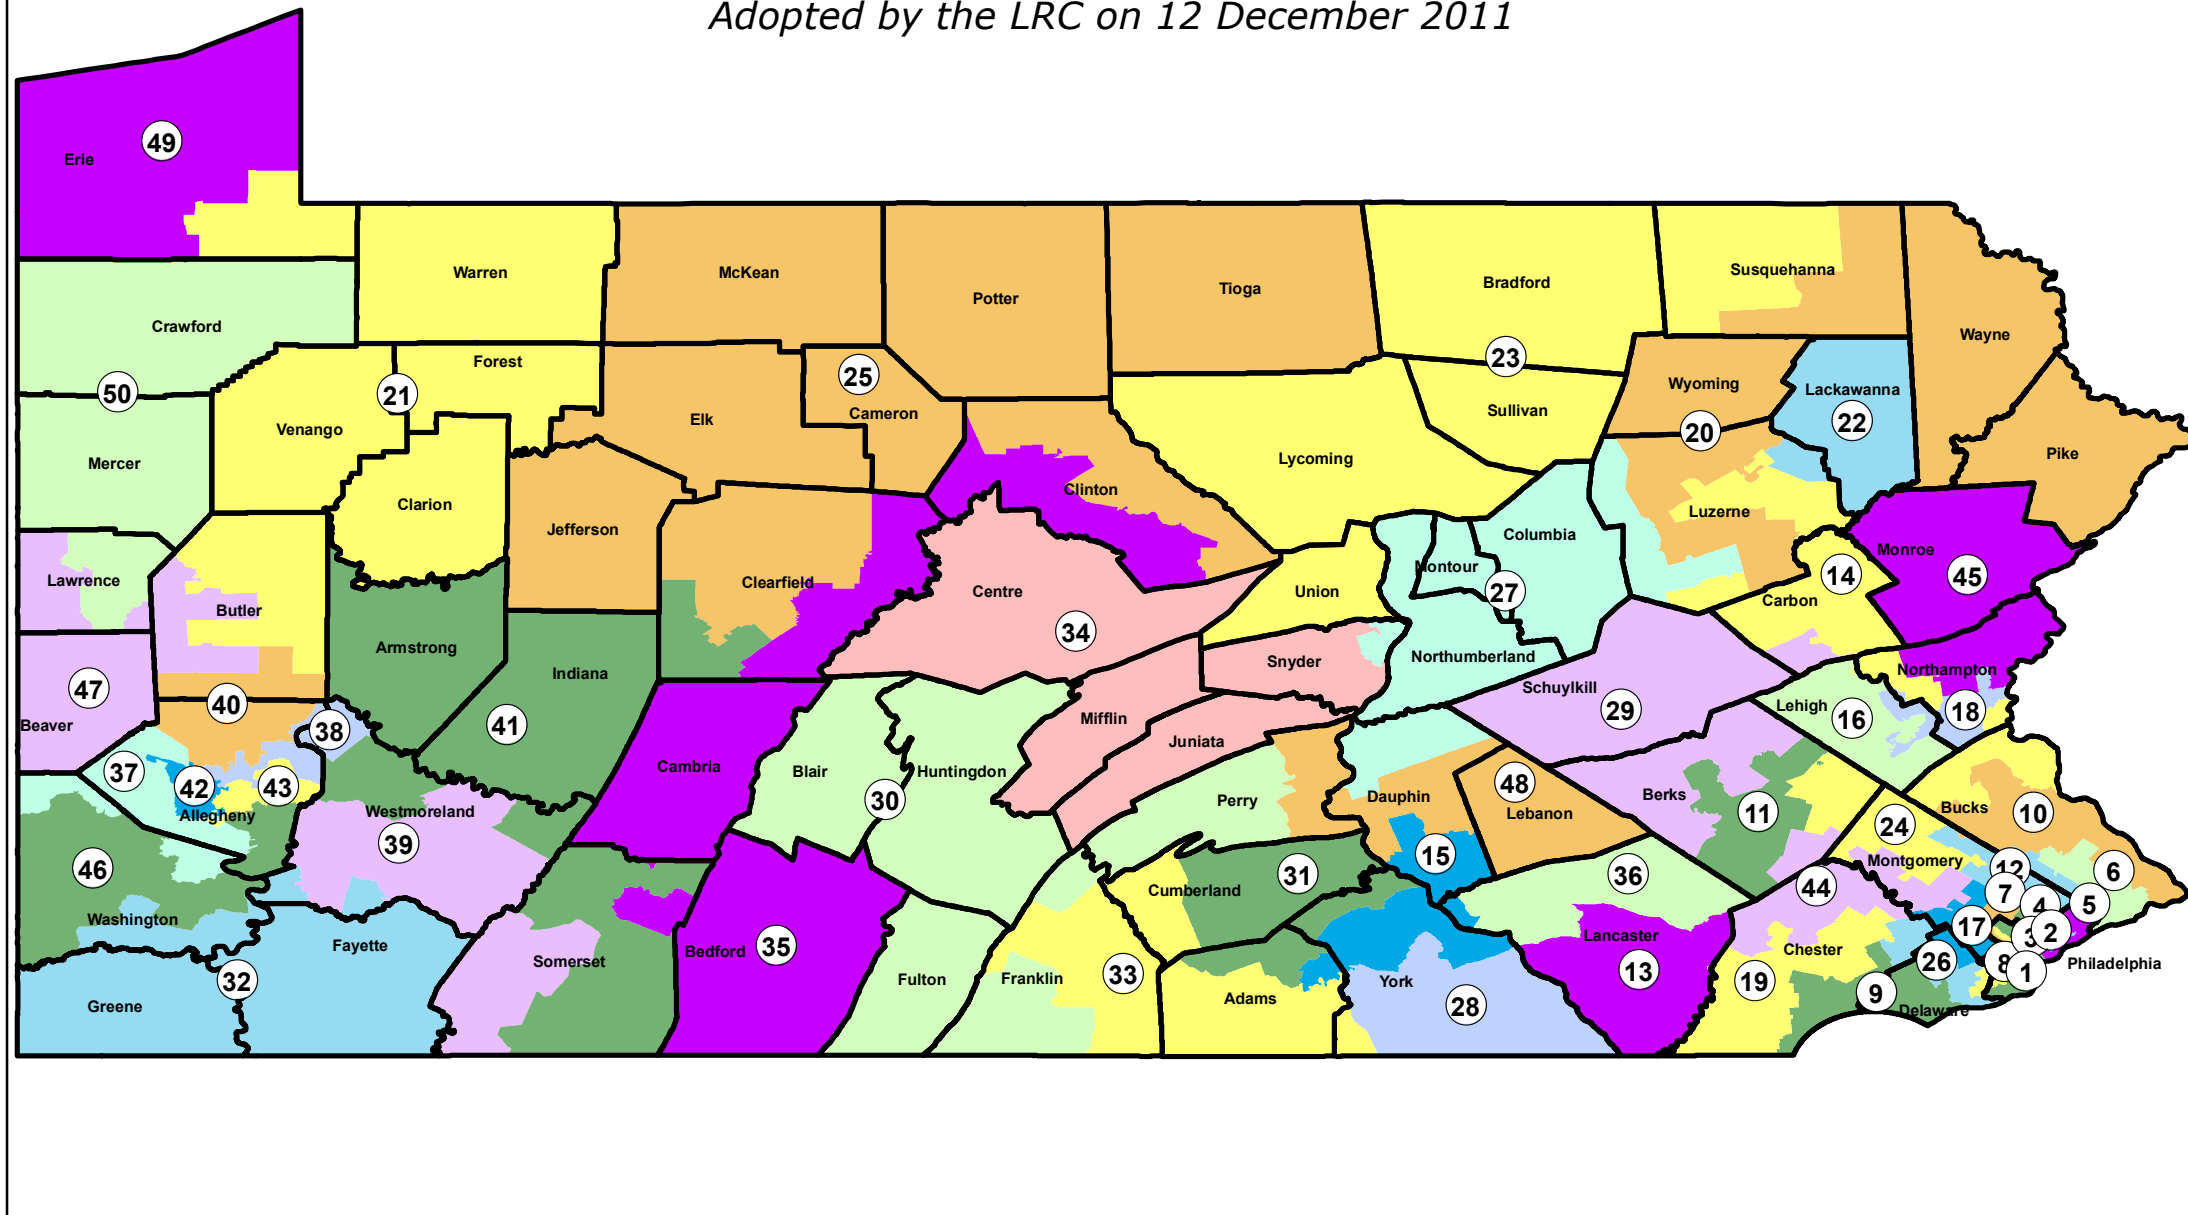 Adopted by the LRC on 12 December 2011
49
Erie
Warren
McKean
Potter
Tioga
Bradford
Susquehanna
Wayne
Crawford
Forest
23
25
50
21
Venango
Elk
Cameron
Sullivan
Wyoming
Lackawanna
20
22
Mercer
Clarion
Jefferson
Clinton
Lycoming
Luzerne
Pike
Lawrence
Butler
Clearfield
Centre
Union
Montour
Columbia
27
Carbon
14
Monroe
45
34
Armstrong
Indiana
Snyder
Northumberland
Schuylkill
29
Northampton
47
Beaver
40
38
41
Mifflin
Juniata
Lehigh
16
18
37
42
43
Allegheny
Cambria
Blair
30
Huntingdon
Perry
Dauphin
48
Lebanon
Berks
11
24
Bucks
10
46
Westmoreland
39
Cumberland
31
15
36
Montgomery
44
12
6
7
4
5
Washington
Fayette
Somerset
Bedford
35
Lancaster
13
Chester
17
3
2
26
8
1
Philadelphia
Greene
32
Fulton
Franklin
33
Adams
York
28
19
9
Delaware